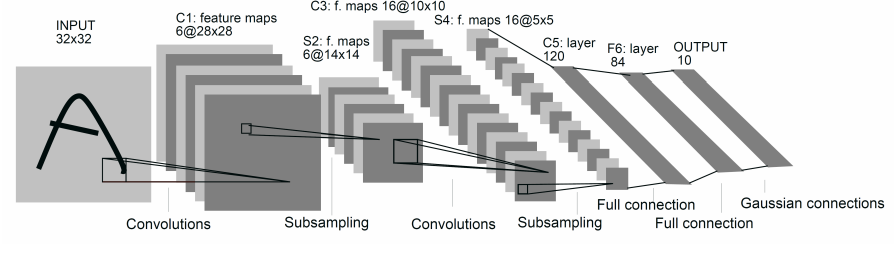 INPUT
32x32
C1: feature maps
6@28x28
S2: f. maps
6@14x14
C3: f. maps 16@10x10
S4: f. maps 16@5x5
C5: layer
120
F6: layer
84
OUTPUT
10
Convolutions
Subsampling
Convolutions
Subsampling
Full connection
Full connection
Gaussian connections
A